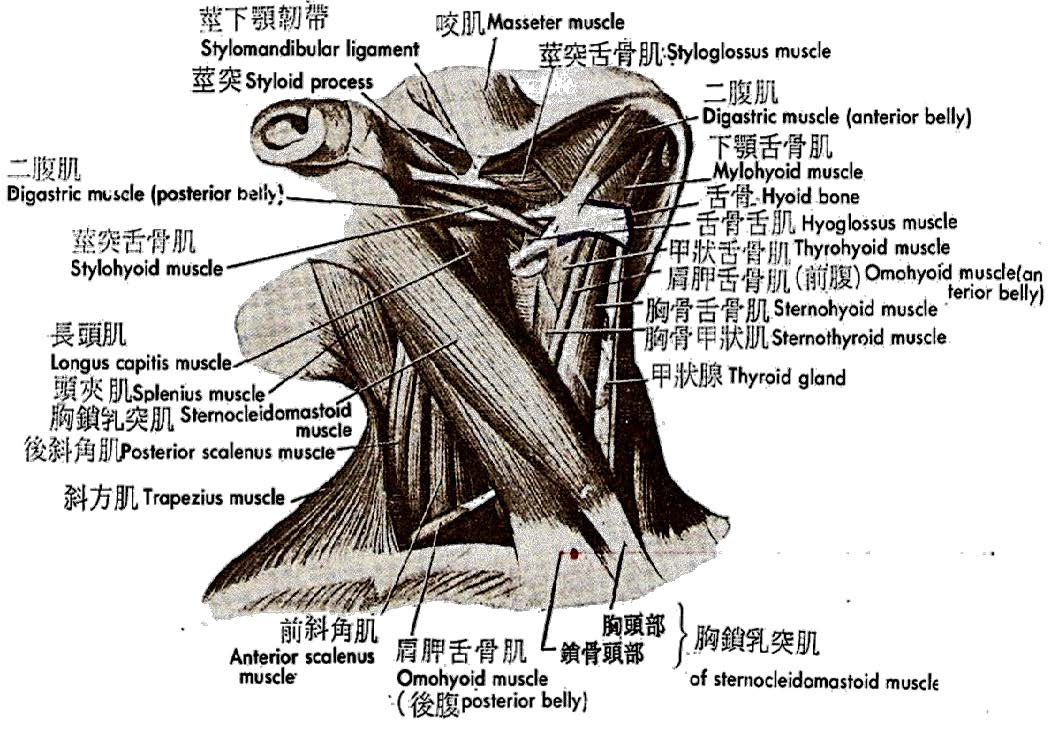 莖下顎韌帶
Stylomandibular ligament
莖突 Styloid process
咬肌 Masseter muscle
莖突舌骨肌 Styloglossus muscle
二腹肌
Digastric muscle (anterior belly)
下顎舌骨肌
Mylohyoid muscle
舌骨 Hyoid bone
舌骨舌肌 Hyoglossus muscle
甲狀舌骨肌 Thyrohyoid muscle
肩胛舌骨肌(前腹) Omohyoid muscle(an
terior belly)
胸骨舌骨肌 Sternohyoid muscle
胸骨甲狀肌 Sternothyroid muscle
甲狀腺 Thyroid gland
二腹肌
Digastric muscle (posterior belly)
莖突舌骨肌
Stylohyoid muscle
長頭肌
Longus capitis muscle
頭夾肌 Splenius muscle
胸鎖乳突肌 Sternocleidomastoid
muscle
後斜角肌 Posterior scalenus muscle
斜方肌 Trapezius muscle
前斜角肌
Anterior scalenus
muscle
肩胛舌骨肌
Omohyoid muscle
(後腹 posterior belly)
胸頭部
鎖骨頭部
胸鎖乳突肌
of sternocleidomastoid muscle